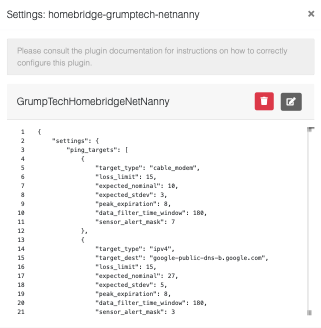 Settings: homebridge-grumptech-netnanny ×
Please consult the plugin documentation for instructions on how to correctly
configure this plugin.
GrumpTechHomebridgeNetNanny
1 {
2 "settings": {
3 "ping_targets": [
4 {
5 "target_type": "cable_modem",
6 "loss_limit": 15,
7 "expected_nominal": 10,
8 "expected_stdev": 3,
9 "peak_expiration": 8,
10 "data_filter_time_window": 180,
11 "sensor_alert_mask": 7
12 },
13 {
14 "target_type": "ipv4",
15 "target_dest": "google-public-dns-b.google.com",
16 "loss_limit": 15,
17 "expected_nominal": 27,
18 "expected_stdev": 5,
19 "peak_expiration": 8,
20 "data_filter_time_window": 180,
21 "sensor_alert_mask": 3